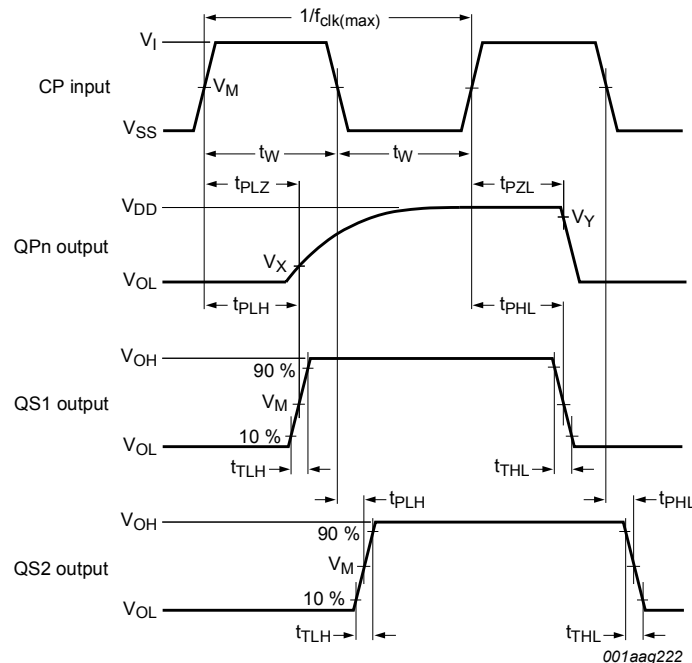 1/fclk(max)
VI
CP input
VM
VSS
tW
tW
tPLZ
tPZL
VDD
QPn output
VY
VX
VOL
tPLH
tPHL
VOH
90 %
QS1 output
VM
10 %
VOL
tTLH
tTHL
tPLH
tPHL
VOH
90 %
QS2 output
VM
10 %
VOL
tTLH
tTHL
001aag222